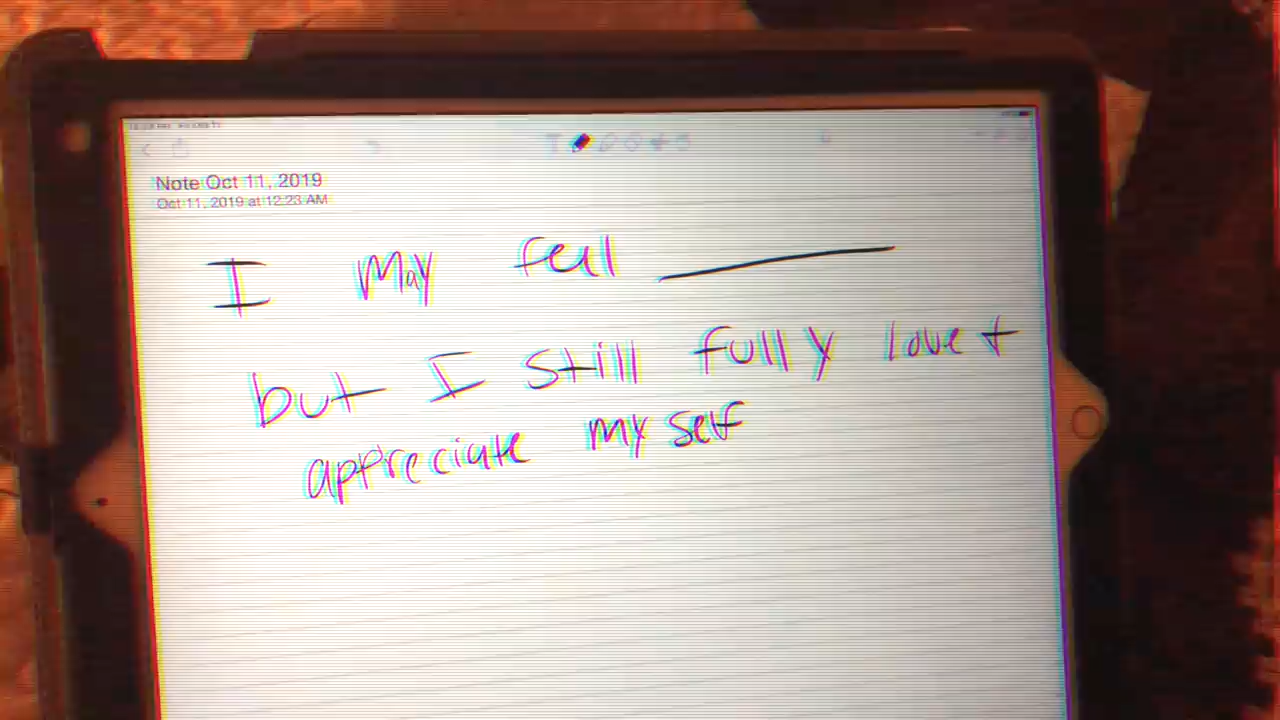 Note Oct 11, 2019
Oct 11, 2019 at 12:23 AM
I May feel ________
but I still fully love +
appreciate my self